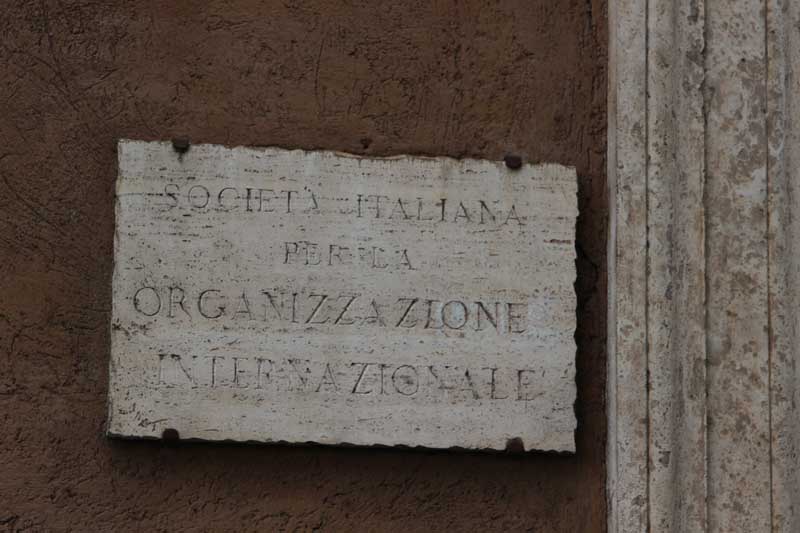 SOCIETÀ ITALIANA
PER LA
ORGANIZZAZIONE
INTERNAZIONALE